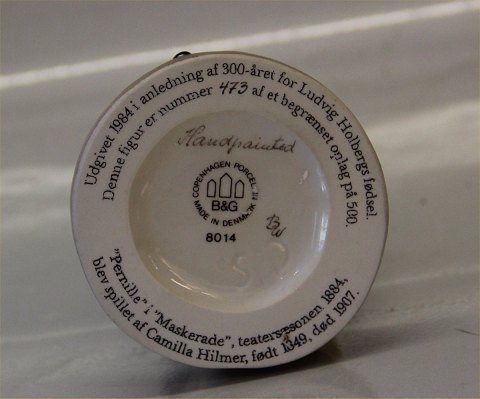 Udgivet 1984 i anledning af 300-året for Ludvig Holbergs fødsel.
Denne figur er nummer 473 af et begrænset oplag på 500.
Handpainted
COPENHAGEN PORCELAIN
B&G
MADE IN DENMARK
8014
"Pernille" i "Maskerade", teatersæsonen 1884,
blev spillet af Camilla Hilmer, født 1849, død 1907.